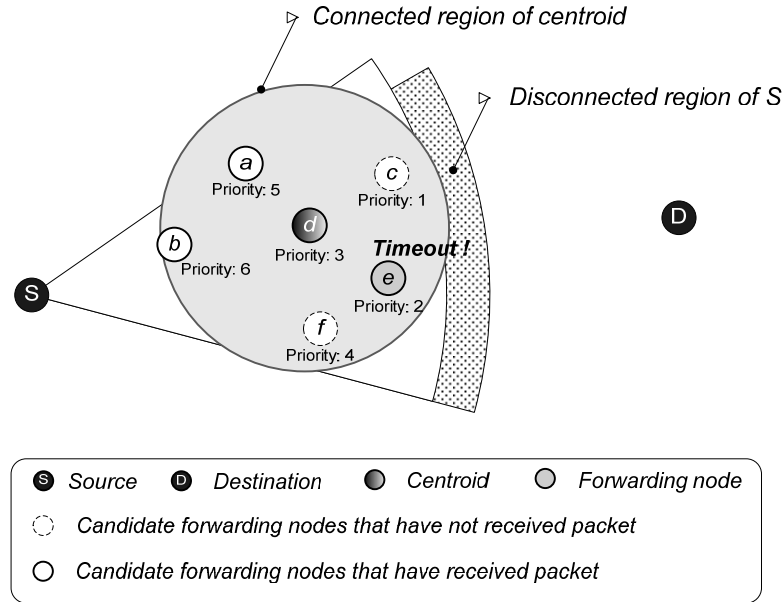 Connected region of centroid
Disconnected region of S
a
Priority: 5
c
Priority: 1
D
d
Priority: 3
b
Priority: 6
Timeout !
e
Priority: 2
S
f
Priority: 4
S Source D Destination Centroid Forwarding node
Candidate forwarding nodes that have not received packet
Candidate forwarding nodes that have received packet